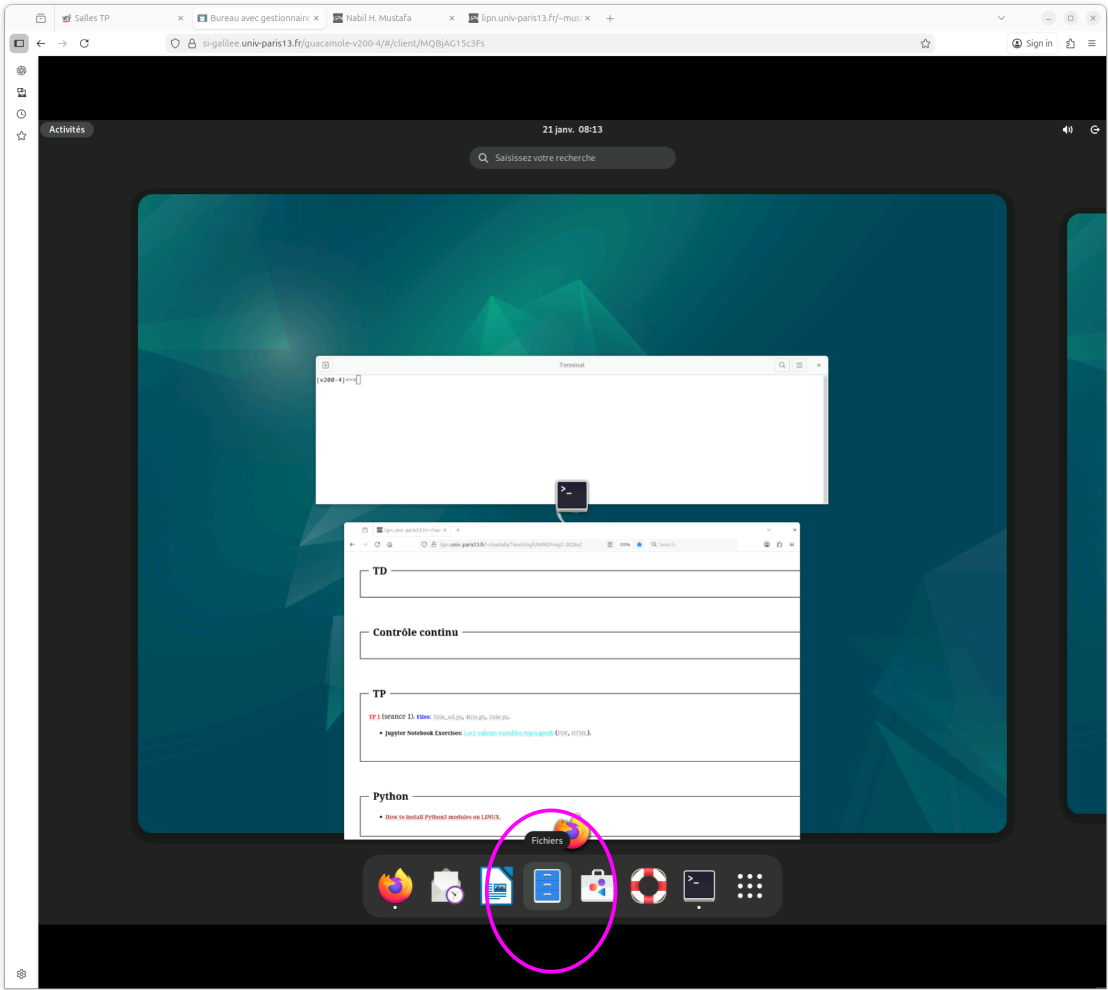 Salles TP
Bureau avec gestionnaire
Nabil H. Mustafa
lipn.univ-paris13.fr/~mus
si-galilee.univ-paris13.fr/guacamole-v200-4/#/client/MQBjAG15c3Fs
Sign in
Activités
21 janv. 08:13
Saisissez votre recherche
Terminal
[v200-4]<~>
TD
Contrôle continu
TP
TP 1 (seance 1). Files:
Jupyter Notebook Exercises: (PDF, HTML).
Python
How to install Python3 modules on LINUX.
Fichiers